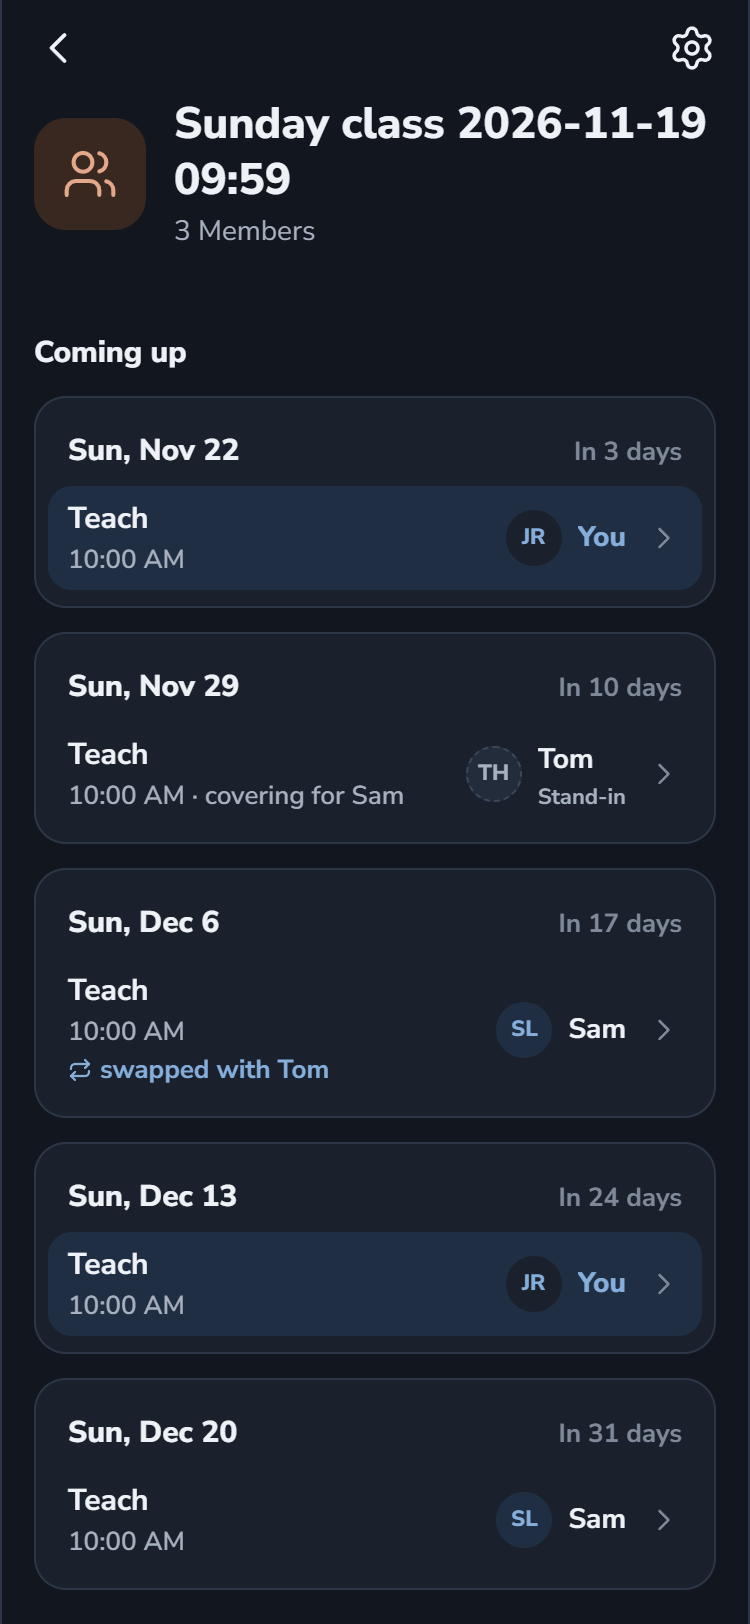 Sunday class 2026-11-19
09:59
3 Members
Coming up
Sun, Nov 22 In 3 days
Teach
10:00 AM
JR You
Sun, Nov 29 In 10 days
Teach
10:00 AM · covering for Sam
TH Tom
Stand-in
Sun, Dec 6 In 17 days
Teach
10:00 AM
swapped with Tom
SL Sam
Sun, Dec 13 In 24 days
Teach
10:00 AM
JR You
Sun, Dec 20 In 31 days
Teach
10:00 AM
SL Sam